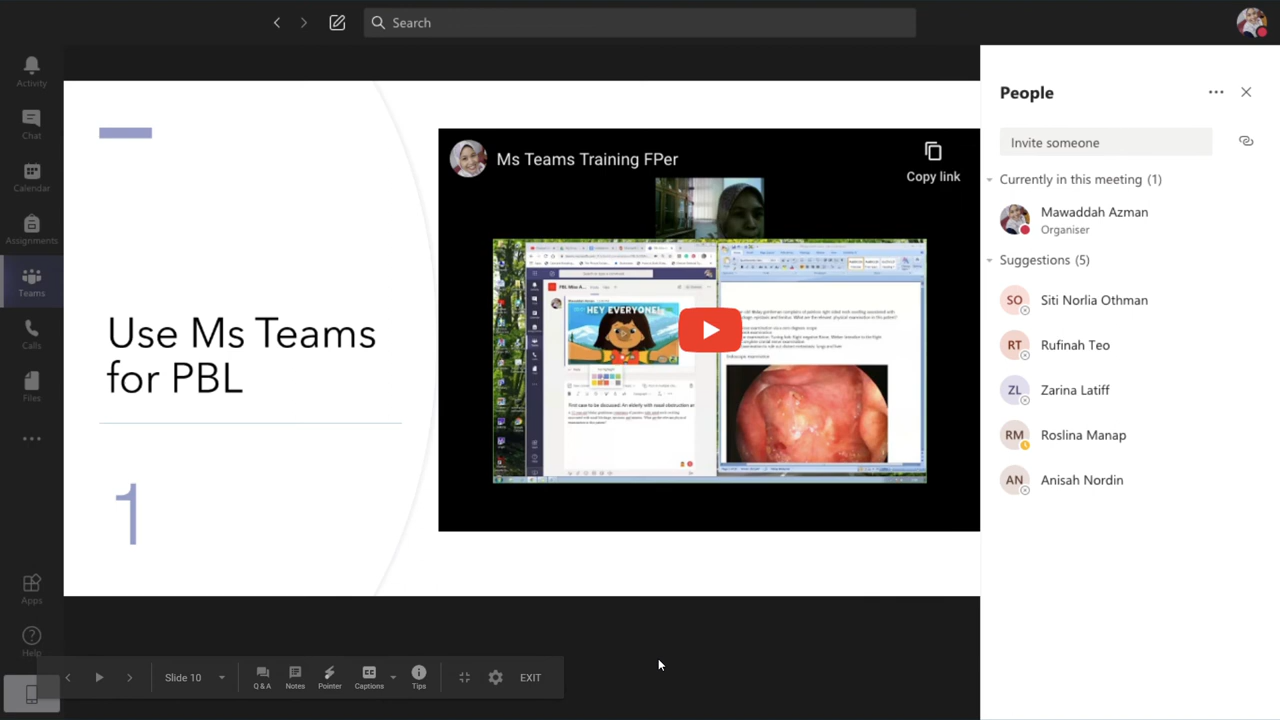 Search
Activity
Chat
Calendar
Assignments
Teams
Calls
Files
Apps
Help
Use Ms Teams
for PBL
1
Ms Teams Training FPer
Copy link
HEY EVERYONE!
People
Invite someone
Currently in this meeting (1)
Mawaddah Azman
Organiser
Suggestions (5)
SO Siti Norlia Othman
RT Rufinah Teo
ZL Zarina Latiff
RM Roslina Manap
AN Anisah Nordin
Slide 10
Q & A
Notes
Pointer
Captions
Tips
EXIT